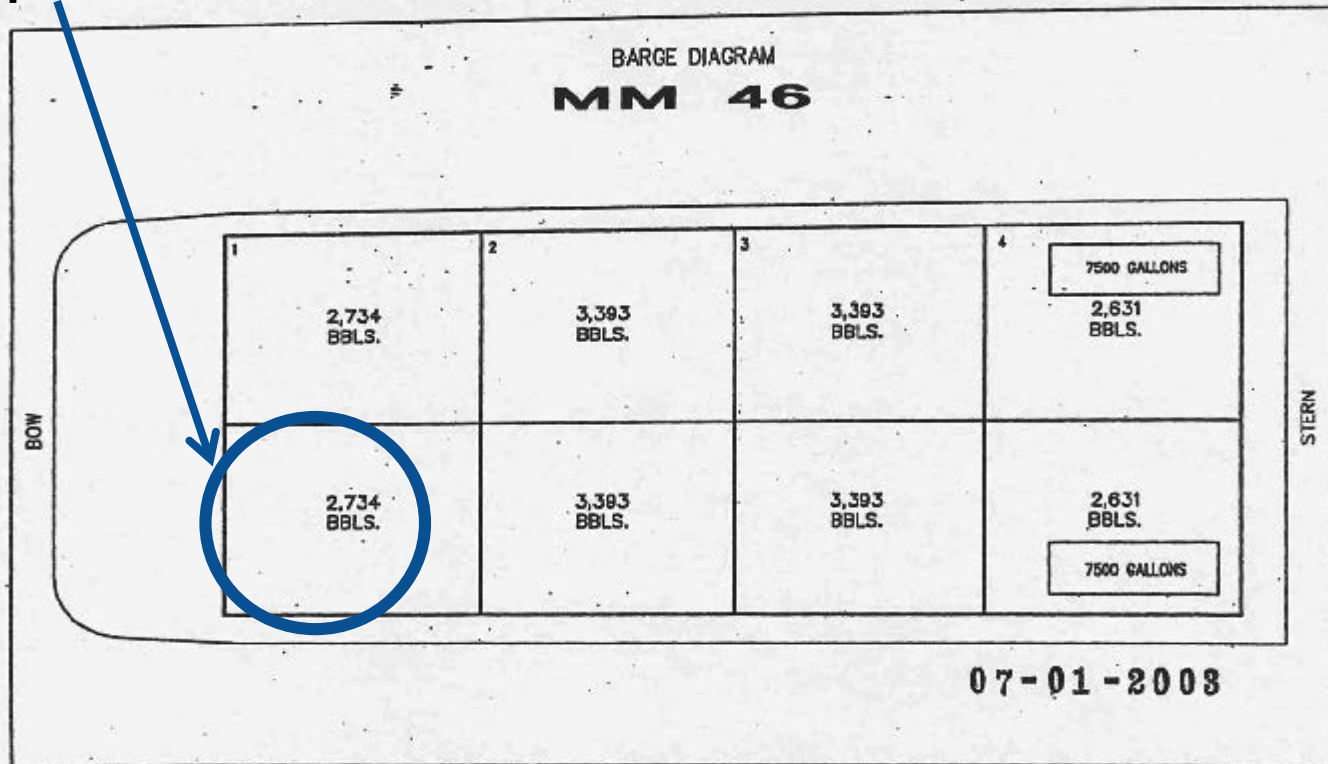 BARGE DIAGRAM
MM 46
1
2
3
4
7500 GALLONS
2,734
BBLS.
3,393
BBLS.
3,393
BBLS.
2,631
BBLS.
BOW
STERN
2,734
BBLS.
3,393
BBLS.
3,393
BBLS.
2,631
BBLS.
7500 GALLONS
07-01-2003